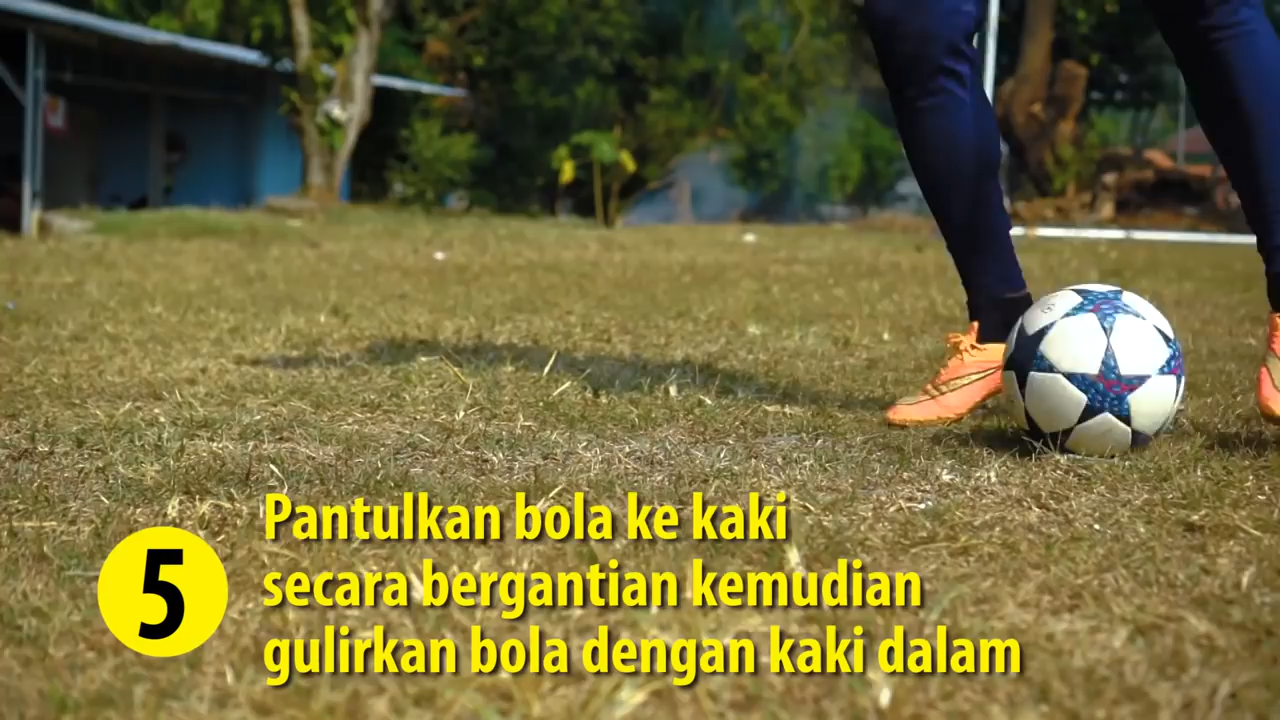 5
Pantulkan bola ke kaki
secara bergantian kemudian
gulirkan bola dengan kaki dalam